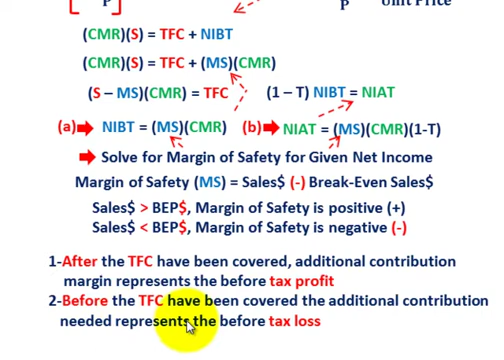 P
P Unit Price
(CMR)(S) = TFC + NIBT
(CMR)(S) = TFC + (MS)(CMR)
(S – MS)(CMR) = TFC (1 – T) NIBT = NIAT
(a) NIBT = (MS)(CMR) (b) NIAT = (MS)(CMR)(1-T)
Solve for Margin of Safety for Given Net Income
Margin of Safety (MS) = Sales$ (-) Break-Even Sales$
Sales$ > BEP$, Margin of Safety is positive (+)
Sales$ < BEP$, Margin of Safety is negative (-)
1-After the TFC have been covered, additional contribution
margin represents the before tax profit
2-Before the TFC have been covered the additional contribution
needed represents the before tax loss